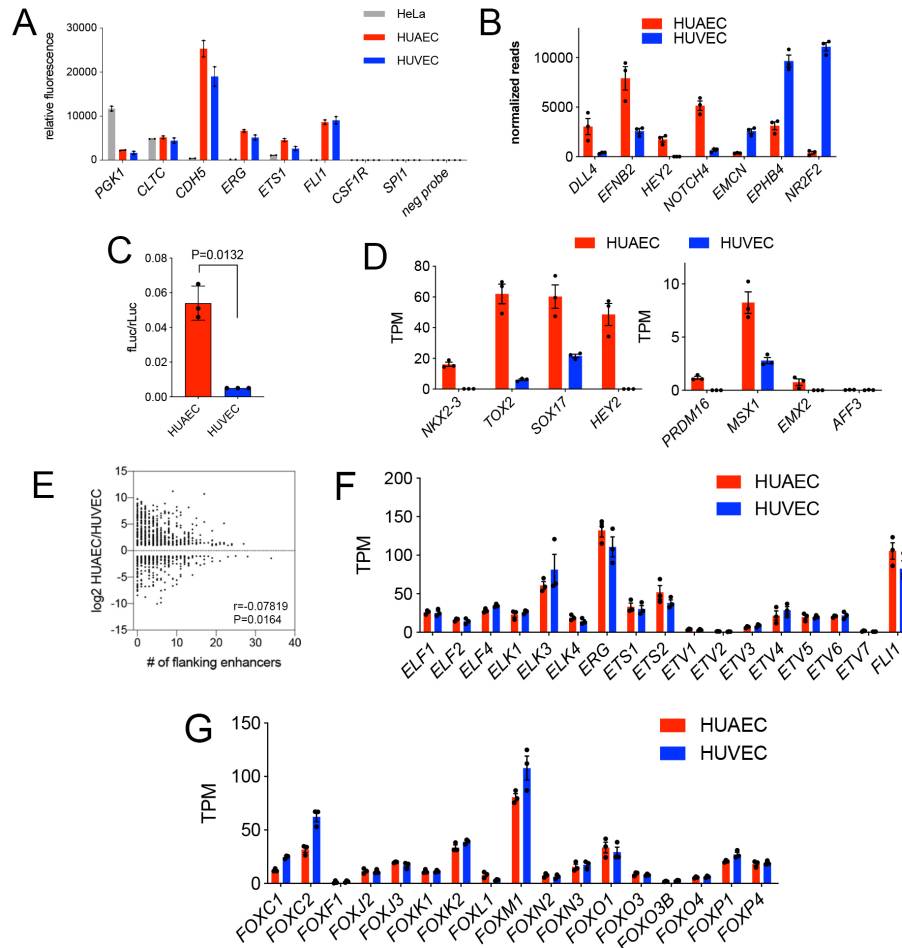 A
HeLa
HUAEC
HUVEC
relative fluorescence
30000
20000
10000
0
PGK1
CLTC
CDH5
ERG
ETS1
FLI1
CSF1R
SPI1
neg probe
B
HUAEC
HUVEC
normalized reads
10000
5000
0
DLL4
EFNB2
HEY2
NOTCH4
EMCN
EPHB4
NR2F2
C
P=0.0132
fLuc/rLuc
0.08
0.06
0.04
0.02
0.00
HUAEC
HUVEC
D
HUAEC
HUVEC
TPM
80
60
40
20
0
NKX2-3
TOX2
SOX17
HEY2
TPM
10
5
0
PRDM16
MSX1
EMX2
AFF3
E
log2 HUAEC/HUVEC
15
10
5
0
-5
-10
-15
r=-0.07819
P=0.0164
0 10 20 30 40
# of flanking enhancers
F
HUAEC
HUVEC
TPM
200
150
100
50
0
ELF1
ELF2
ELF4
ELK1
ELK3
ELK4
ERG
ETS1
ETS2
ETV1
ETV2
ETV3
ETV4
ETV5
ETV6
ETV7
FLI1
G
HUAEC
HUVEC
TPM
150
100
50
0
FOXC1
FOXC2
FOXF1
FOXJ2
FOXJ3
FOXK1
FOXK2
FOXL1
FOXM1
FOXN2
FOXN3
FOXO1
FOXO3
FOXO3B
FOXO4
FOXP1
FOXP4